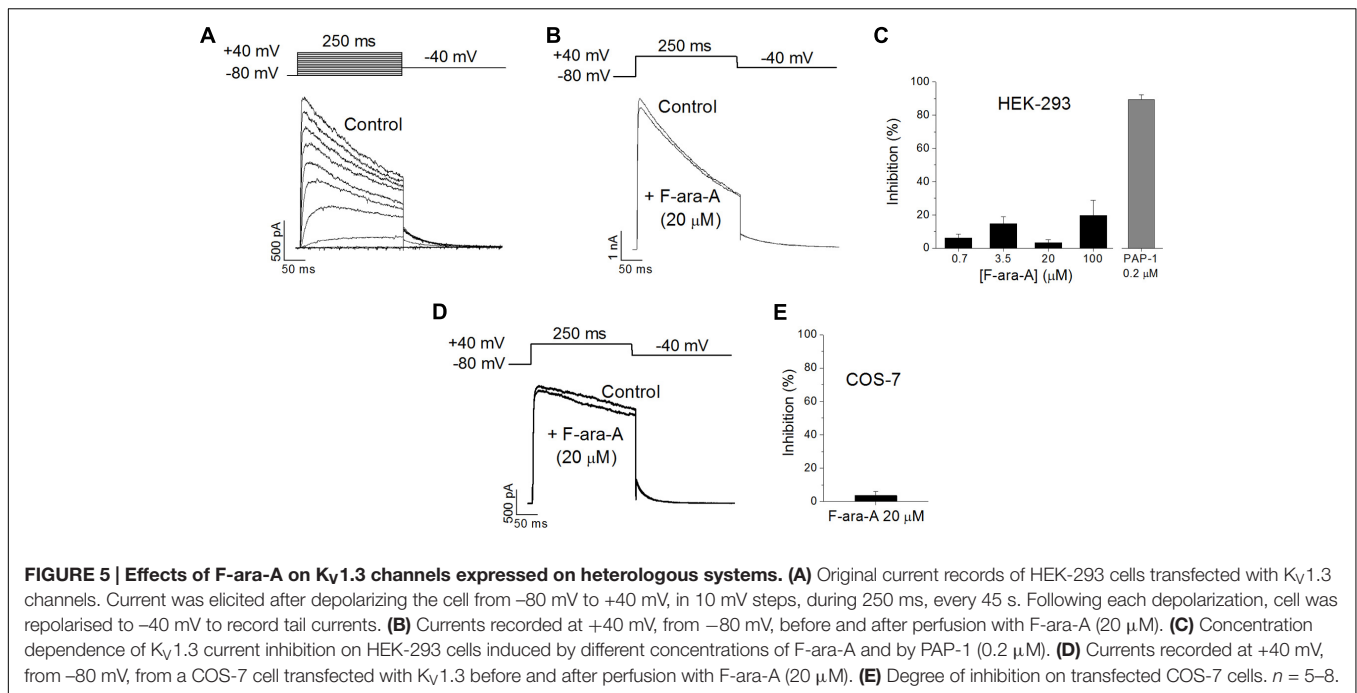 A
250 ms
+40 mV
-40 mV
-80 mV
Control
500 pA
50 ms
B
250 ms
+40 mV
-40 mV
-80 mV
Control
+ F-ara-A
(20 μM)
1 nA
50 ms
C
HEK-293
Inhibition (%)
100
80
60
40
20
0
0.7 3.5 20 100 PAP-1
[F-ara-A] (μM) 0.2 μM
D
250 ms
+40 mV
-40 mV
-80 mV
Control
+ F-ara-A
(20 μM)
500 pA
50 ms
E
COS-7
Inhibition (%)
100
80
60
40
20
0
F-ara-A 20 μM
FIGURE 5 | Effects of F-ara-A on KV1.3 channels expressed on heterologous systems. (A) Original current records of HEK-293 cells transfected with KV1.3
channels. Current was elicited after depolarizing the cell from –80 mV to +40 mV, in 10 mV steps, during 250 ms, every 45 s. Following each depolarization, cell was
repolarised to –40 mV to record tail currents. (B) Currents recorded at +40 mV, from −80 mV, before and after perfusion with F-ara-A (20 μM). (C) Concentration
dependence of KV1.3 current inhibition on HEK-293 cells induced by different concentrations of F-ara-A and by PAP-1 (0.2 μM). (D) Currents recorded at +40 mV,
from –80 mV, from a COS-7 cell transfected with KV1.3 before and after perfusion with F-ara-A (20 μM). (E) Degree of inhibition on transfected COS-7 cells. n = 5–8.